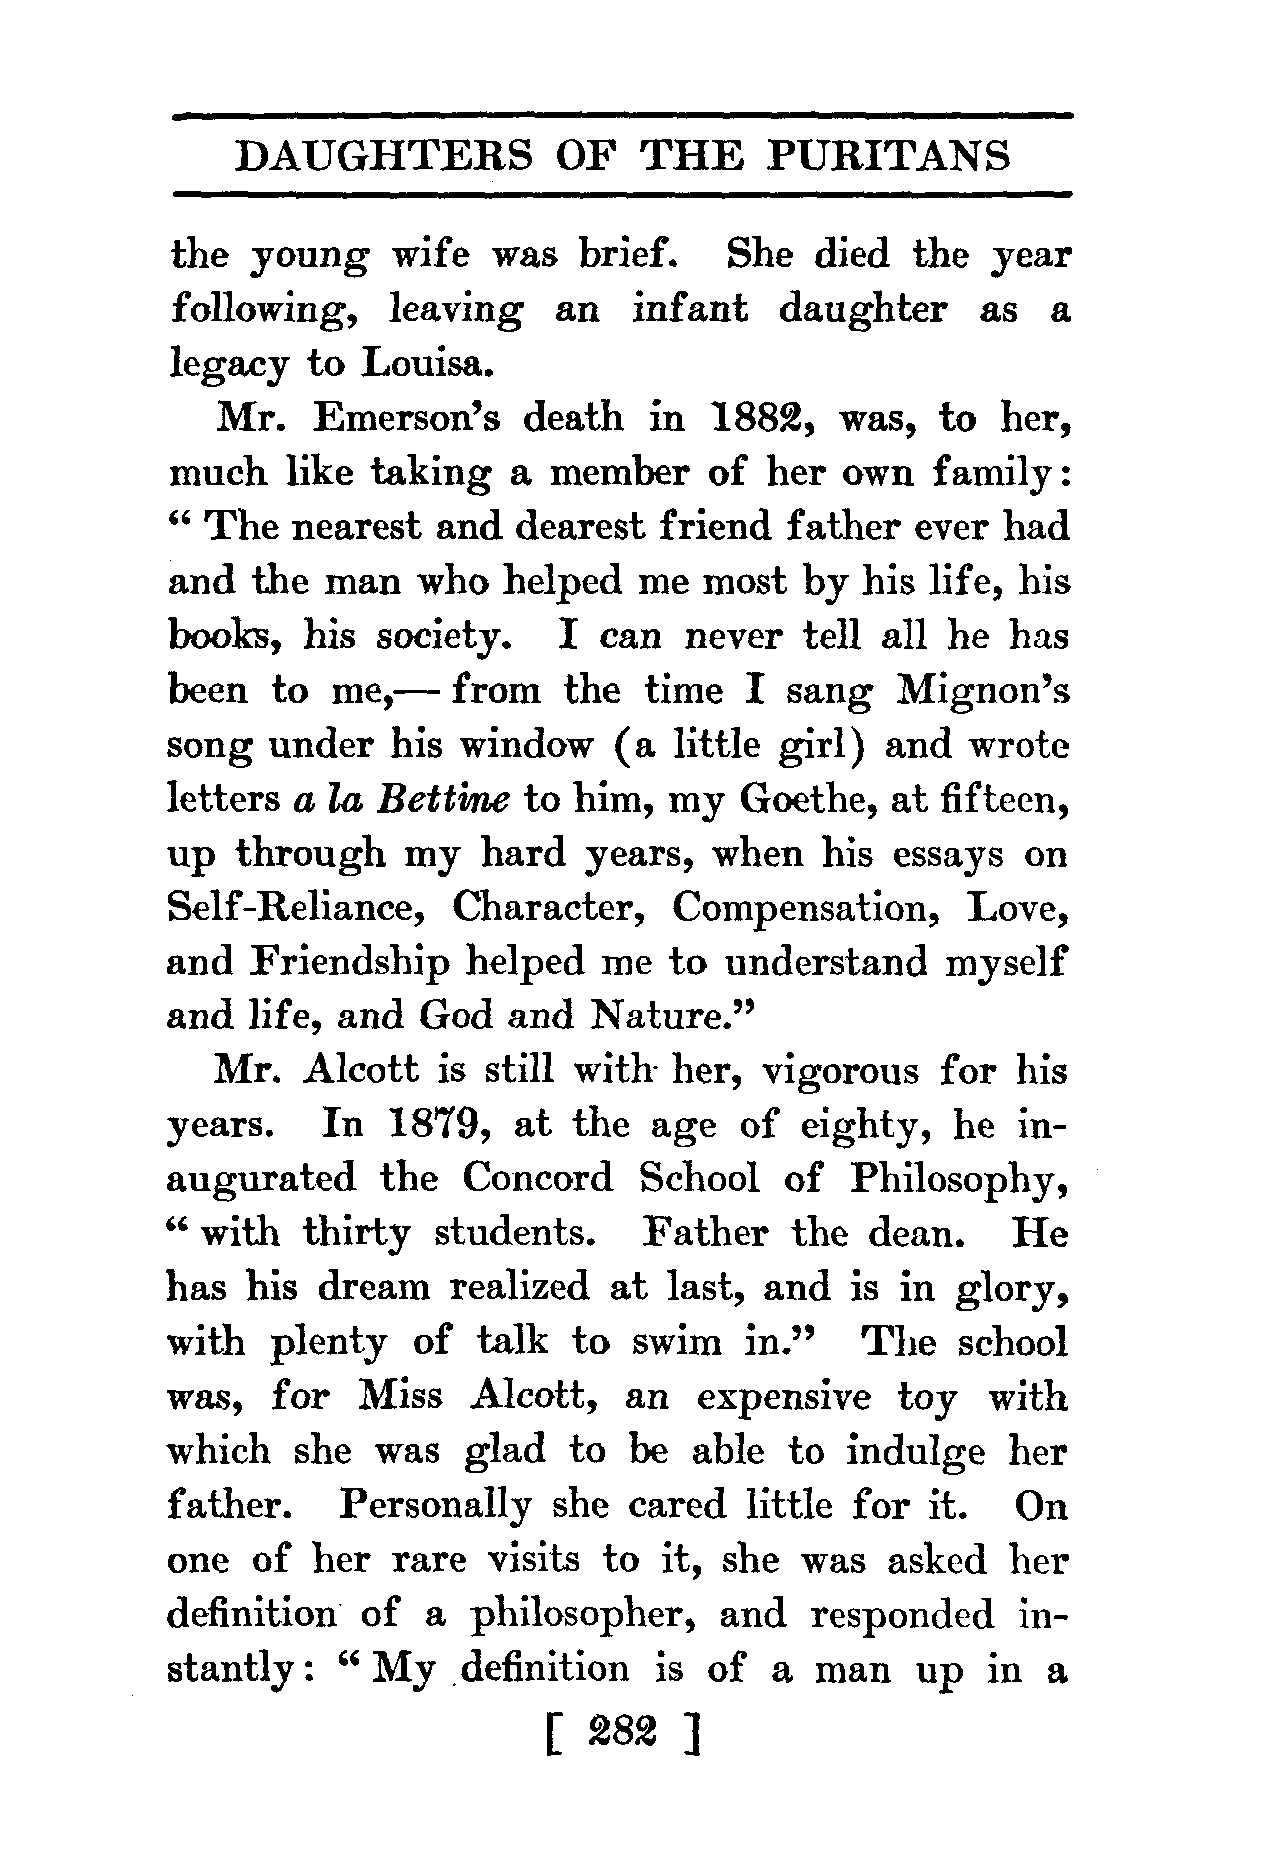 DAUGHTERS OF THE PURITANS
the young wife was brief. She died the year
following, leaving an infant daughter as a
legacy to Louisa.
Mr. Emerson's death in 1882, was, to her,
much like taking a member of her own family:
" The nearest and dearest friend father ever had
and the man who helped me most by his life, his
books, his society. I can never tell all he has
been to me,— from the time I sang Mignon's
song under his window (a little girl) and wrote
letters a la Bettine to him, my Goethe, at fifteen,
up through my hard years, when his essays on
Self-Reliance, Character, Compensation, Love,
and Friendship helped me to understand myself
and life, and God and Nature."
Mr. Alcott is still with her, vigorous for his
years. In 1879, at the age of eighty, he in-
augurated the Concord School of Philosophy,
" with thirty students. Father the dean. He
has his dream realized at last, and is in glory,
with plenty of talk to swim in." The school
was, for Miss Alcott, an expensive toy with
which she was glad to be able to indulge her
father. Personally she cared little for it. On
one of her rare visits to it, she was asked her
definition of a philosopher, and responded in-
stantly: " My definition is of a man up in a
[ 282 ]